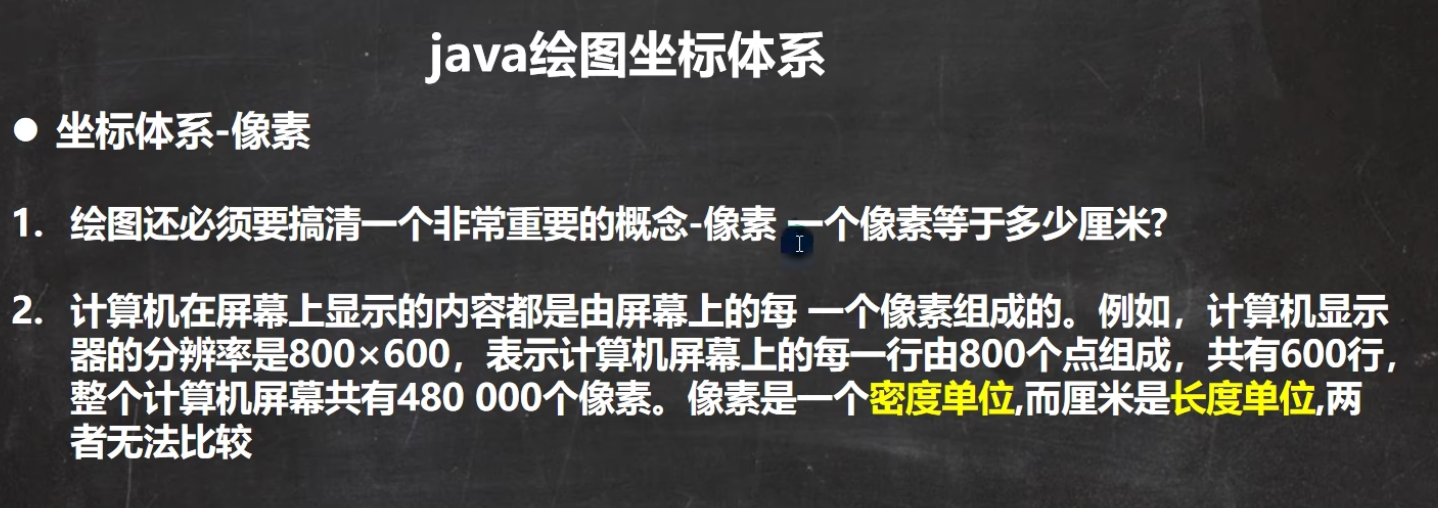 java绘图坐标体系
● 坐标体系-像素
1. 绘图还必须要搞清一个非常重要的概念-像素 一个像素等于多少厘米?
2. 计算机在屏幕上显示的内容都是由屏幕上的每 一个像素组成的。例如，计算机显示
器的分辨率是800×600，表示计算机屏幕上的每一行由800个点组成，共有600行，
整个计算机屏幕共有480 000个像素。像素是一个密度单位,而厘米是长度单位,两
者无法比较